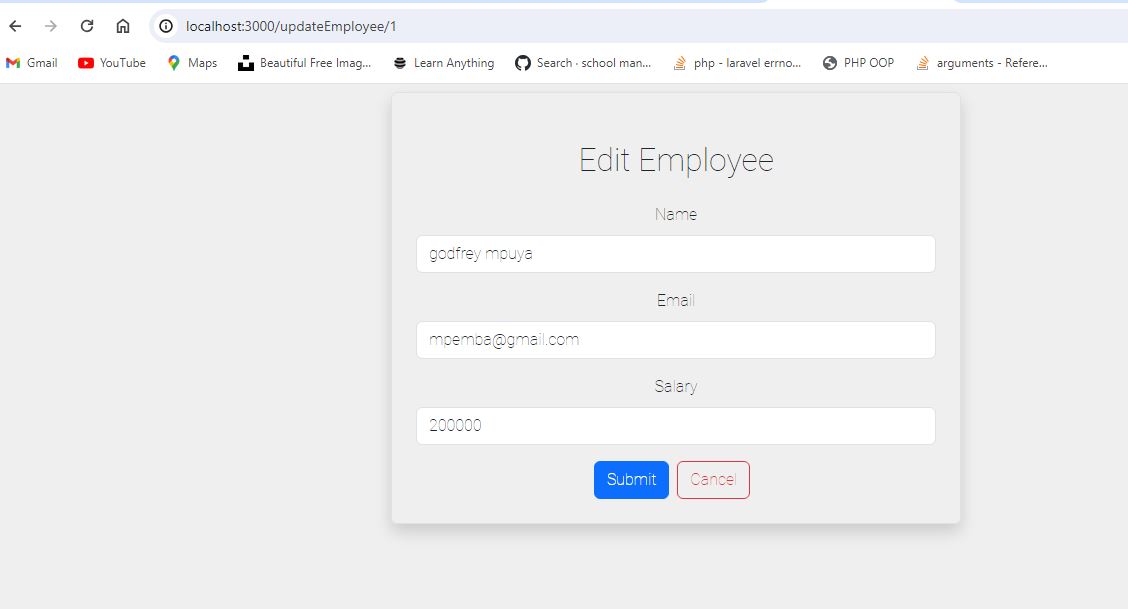 localhost:3000/updateEmployee/1
Gmail YouTube Maps Beautiful Free Imag... Learn Anything Search · school man... php - laravel errno... PHP OOP arguments - Refere...
Edit Employee
Name
godfrey mpuya
Email
mpemba@gmail.com
Salary
200000
Submit Cancel